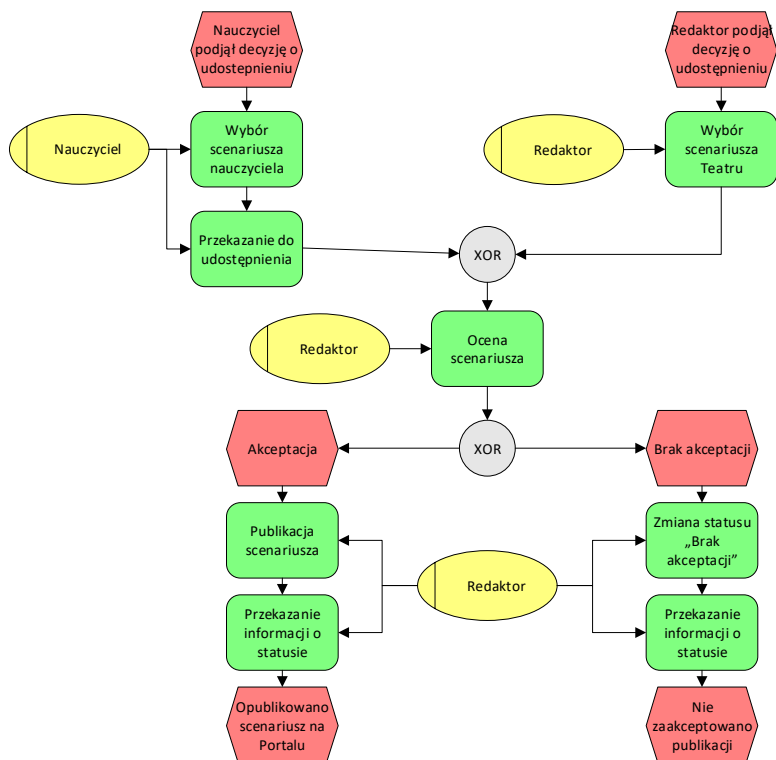 Nauczyciel
podjął decyzję o
udostepnieniu
Redaktor podjął
decyzję o
udostępnieniu
Nauczyciel
Wybór
scenariusza
nauczyciela
Redaktor
Wybór
scenariusza
Teatru
Przekazanie do
udostępnienia
XOR
Redaktor
Ocena
scenariusza
Akceptacja
XOR
Brak akceptacji
Publikacja
scenariusza
Zmiana statusu
„Brak
akceptacji”
Redaktor
Przekazanie
informacji o
statusie
Przekazanie
informacji o
statusie
Opublikowano
scenariusz na
Portalu
Nie
zaakceptowano
publikacji